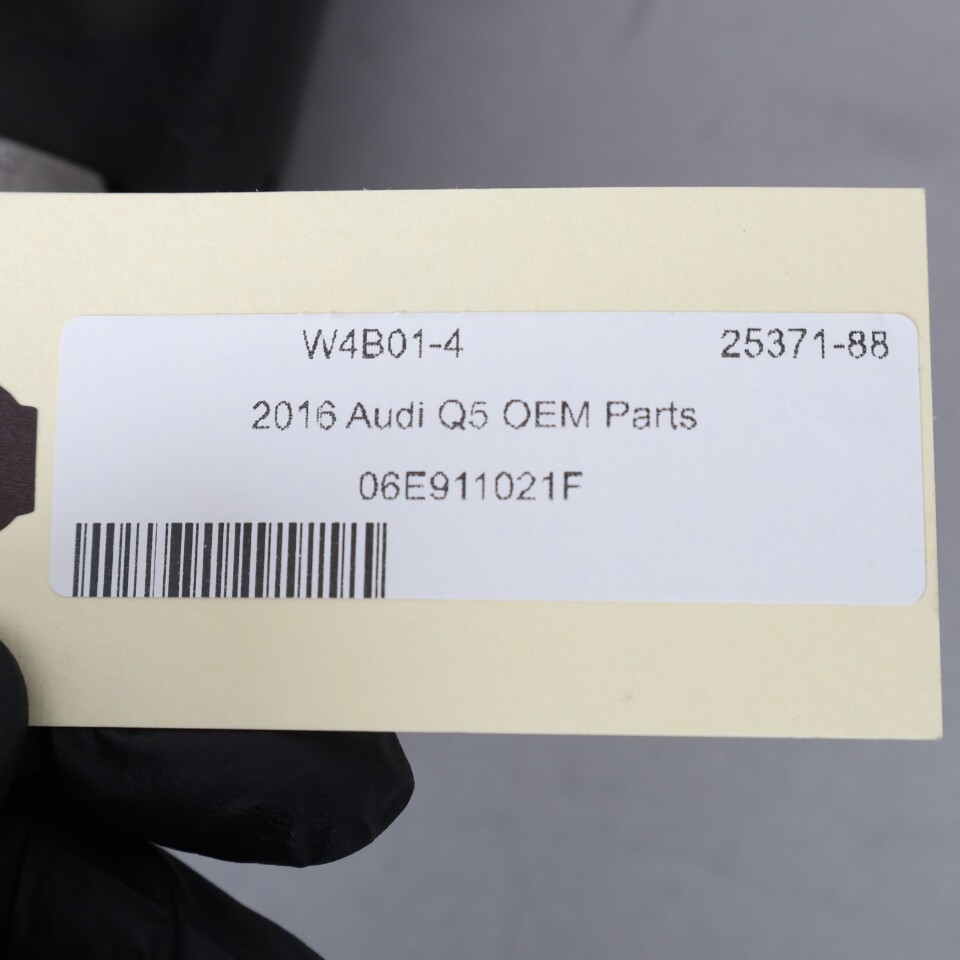 W4B01-4 25371-88
2016 Audi Q5 OEM Parts
06E911021F